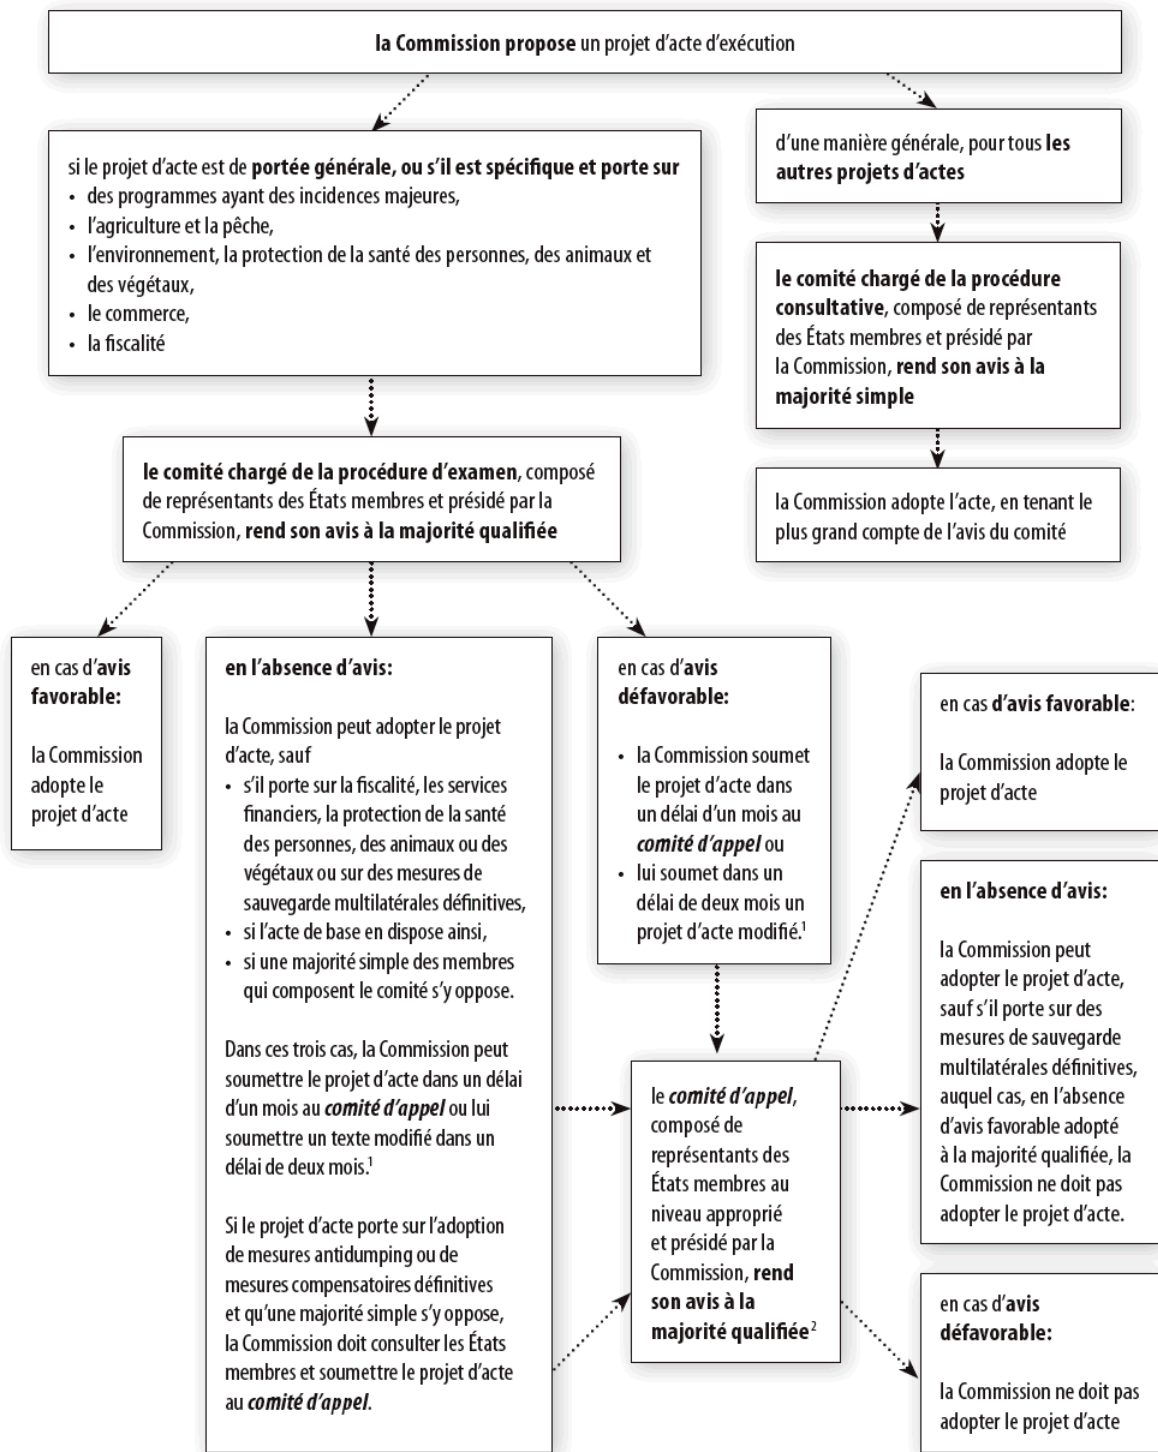 la Commission propose un projet d'acte d'exécution
si le projet d'acte est de portée générale, ou s'il est spécifique et porte sur
• des programmes ayant des incidences majeures,
• l'agriculture et la pêche,
• l'environnement, la protection de la santé des personnes, des animaux et
des végétaux,
• le commerce,
• la fiscalité
d'une manière générale, pour tous les
autres projets d'actes
le comité chargé de la procédure
consultative, composé de représentants
des États membres et présidé par
la Commission, rend son avis à la
majorité simple
la Commission adopte l'acte, en tenant le
plus grand compte de l'avis du comité
le comité chargé de la procédure d'examen, composé
de représentants des États membres et présidé par la
Commission, rend son avis à la majorité qualifiée
en cas d'avis
favorable:
la Commission
adopte le
projet d'acte
en l'absence d'avis:
la Commission peut adopter le projet
d'acte, sauf
• s'il porte sur la fiscalité, les services
financiers, la protection de la santé
des personnes, des animaux ou des
végétaux ou sur des mesures de
sauvegarde multilatérales définitives,
• si l'acte de base en dispose ainsi,
• si une majorité simple des membres
qui composent le comité s'y oppose.
Dans ces trois cas, la Commission peut
soumettre le projet d'acte dans un délai
d'un mois au comité d'appel ou lui
soumettre un texte modifié dans un
délai de deux mois.¹
Si le projet d'acte porte sur l'adoption
de mesures antidumping ou de
mesures compensatoires définitives
et qu'une majorité simple s'y oppose,
la Commission doit consulter les États
membres et soumettre le projet d'acte
au comité d'appel.
en cas d'avis
défavorable:
• la Commission soumet
le projet d'acte dans
un délai d'un mois au
comité d'appel ou
• lui soumet dans un
délai de deux mois un
projet d'acte modifié.¹
le comité d'appel,
composé de
représentants des
États membres au
niveau approprié
et présidé par la
Commission, rend
son avis à la
majorité qualifiée²
en cas d'avis favorable:
la Commission adopte le
projet d'acte
en l'absence d'avis:
la Commission peut
adopter le projet d'acte,
sauf s'il porte sur des
mesures de sauvegarde
multilatérales définitives,
auquel cas, en l'absence
d'avis favorable adopté
à la majorité qualifiée, la
Commission ne doit pas
adopter le projet d'acte.
en cas d'avis
défavorable:
la Commission ne doit pas
adopter le projet d'acte